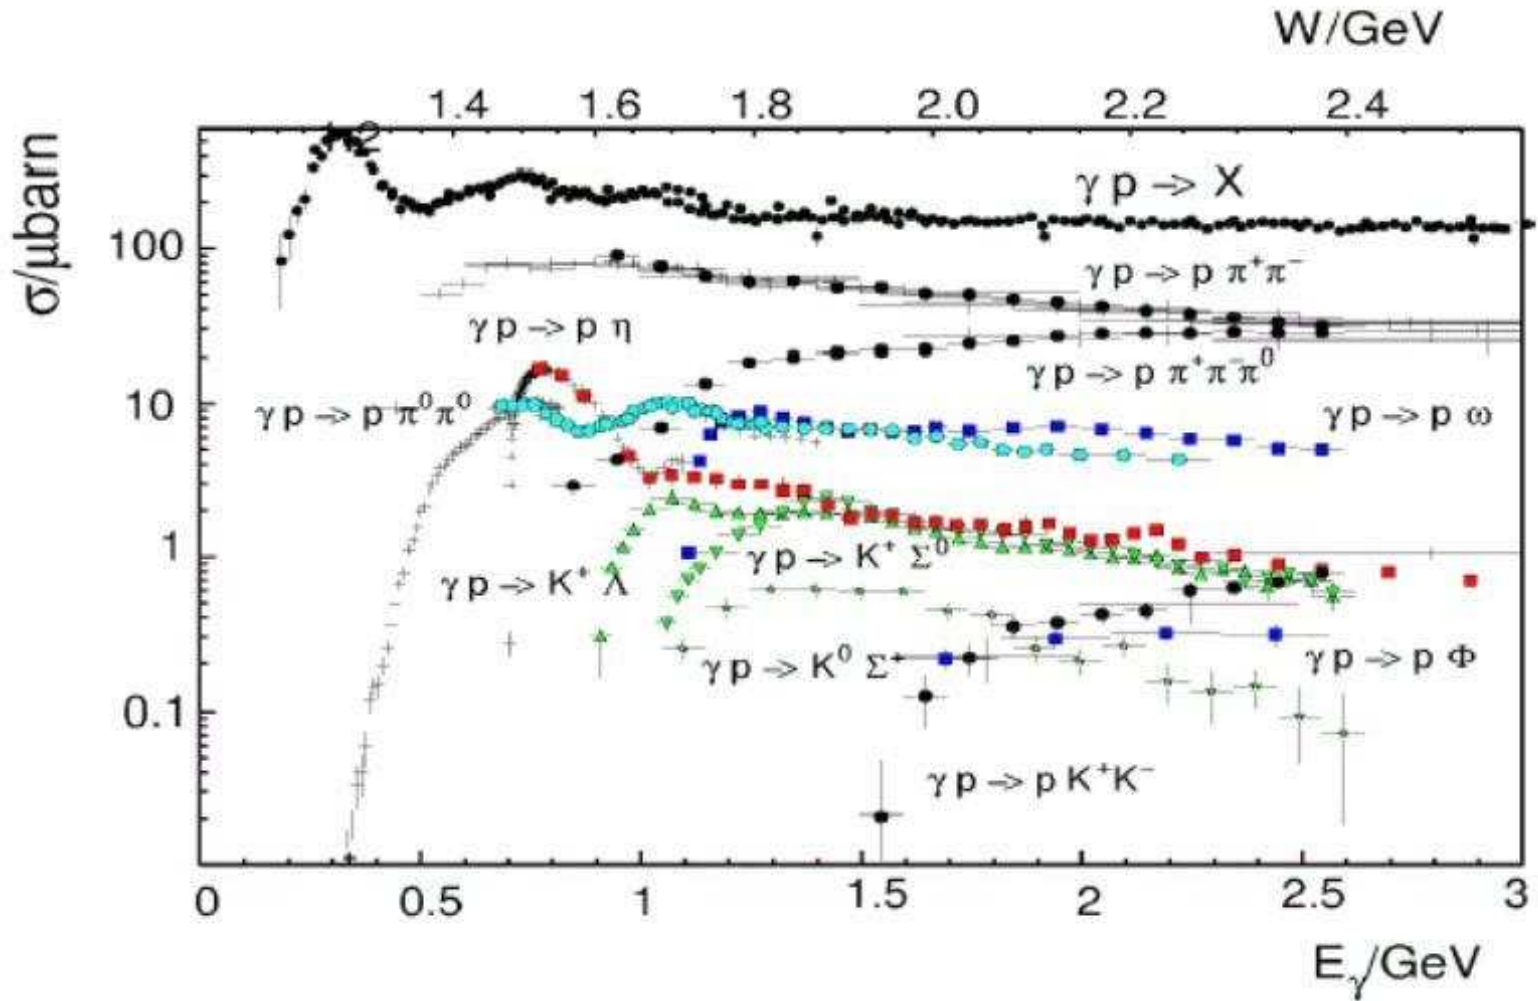 W/GeV
1.4 1.6 1.8 2.0 2.2 2.4
σ/μbarn
γ p → X
100
γ p → p π⁺π⁻
γ p → p η
γ p → p π⁺π⁻π⁰
10
γ p → p π⁰π⁰
γ p → p ω
1
γ p → K⁺ Σ⁰
γ p → K⁺ Λ
γ p → K⁰ Σ⁺
γ p → p Φ
0.1
γ p → p K⁺K⁻
0 0.5 1 1.5 2 2.5 3
Eγ/GeV